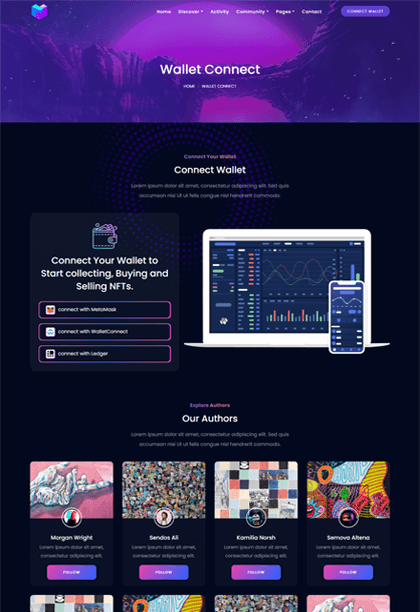 Home Discover Activity Community Pages Contact CONNECT WALLET
Wallet Connect
HOME WALLET CONNECT
Connect Your Wallet
Connect Wallet
Lorem ipsum dolor sit amet, consectetur adipiscing elit. Duis quis
accumsan nisi Ut ut felis congue nisl hendrerit commodo.
Connect Your Wallet to
Start collecting, Buying and
Selling NFTs.
connect with MetaMask
connect with WalletConnect
connect with Ledger
Explore Authors
Our Authors
Lorem ipsum dolor sit amet, consectetur adipiscing elit. Duis quis
accumsan nisi Ut ut felis congue nisl hendrerit commodo.
Morgan Wright
Lorem ipsum dolor sit amet,
consectetur adipiscing elit.
FOLLOW
Sendos Ali
Lorem ipsum dolor sit amet,
consectetur adipiscing elit.
FOLLOW
Kamilia Norsh
Lorem ipsum dolor sit amet,
consectetur adipiscing elit.
FOLLOW
Semova Altena
Lorem ipsum dolor sit amet,
consectetur adipiscing elit.
FOLLOW